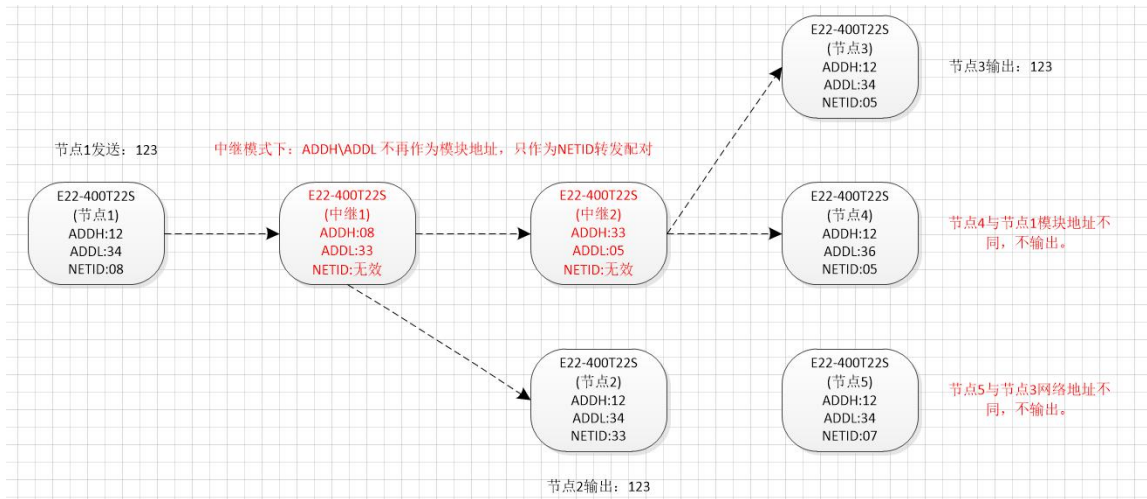 E22-400T22S
(节点3)
ADDH:12
ADDL:34
NETID:05
节点3输出：123
节点1发送：123
中继模式下：ADDH\ADDL 不再作为模块地址，只作为NETID转发配对
E22-400T22S
(节点1)
ADDH:12
ADDL:34
NETID:08
E22-400T22S
(中继1)
ADDH:08
ADDL:33
NETID:无效
E22-400T22S
(中继2)
ADDH:33
ADDL:05
NETID:无效
E22-400T22S
(节点4)
ADDH:12
ADDL:36
NETID:05
节点4与节点1模块地址不
同，不输出。
E22-400T22S
(节点2)
ADDH:12
ADDL:34
NETID:33
节点2输出：123
E22-400T22S
(节点5)
ADDH:12
ADDL:34
NETID:07
节点5与节点3网络地址不
同，不输出。